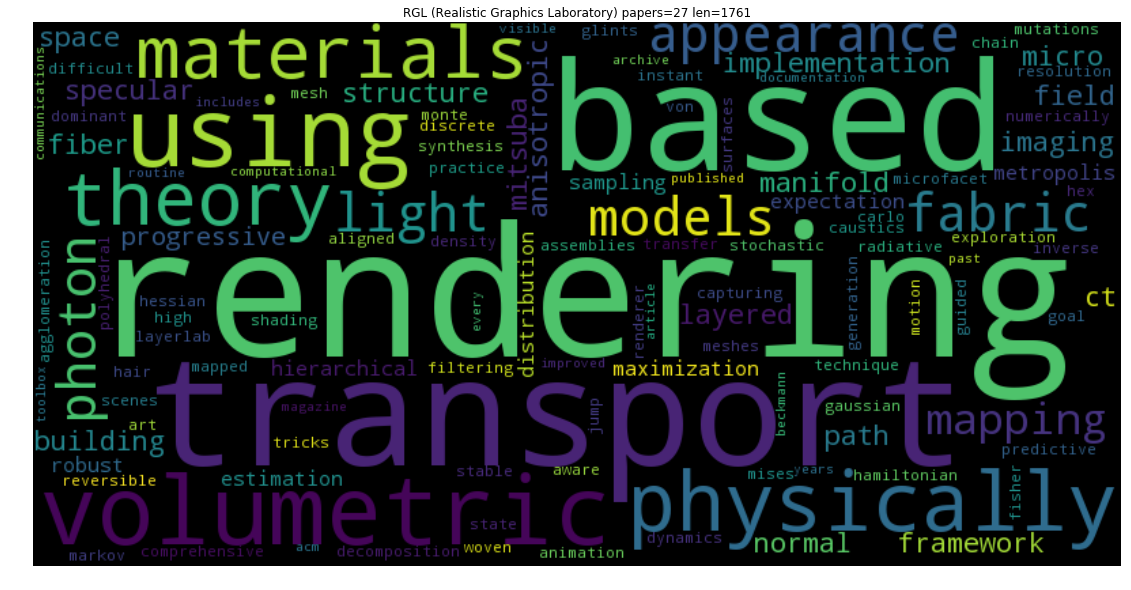 RGL (Realistic Graphics Laboratory) papers=27 len=1761
space
materials
visible
glints
appearance
chain
mutations
difficult
archive
implementation
micro
communications
specular
includes
mesh
structure
anisotropic
instant
documentation
resolution
dominant
using
monte
discrete
mitsuba
based
von
surfaces
field
numerically
fiber
synthesis
imaging
routine
computational
practice
sampling
published
manifold
microfacet
metropolis
theory
light
models
expectation
hex
carlo
caustics
fabric
photon
progressive
aligned
density
distribution
assemblies
transfer
stochastic
radiative
exploration
inverse
past
polyhedral
agglomeration
rendering
hessian
high
shading
layerlab
every
renderer
article
capturing
layered
generation
motion
guided
ct
goal
toolbox
hair
mapped
hierarchical
filtering
improved
maximization
meshes
technique
scenes
transport
magazine
jump
beckmann
gaussian
mapping
art
building
tricks
path
predictive
robust
reversible
estimation
stable
aware
mises
years
hamiltonian
fisher
volumetric
state
physically
markov
comprehensive
acm
decomposition
woven
animation
dynamics
normal
framework